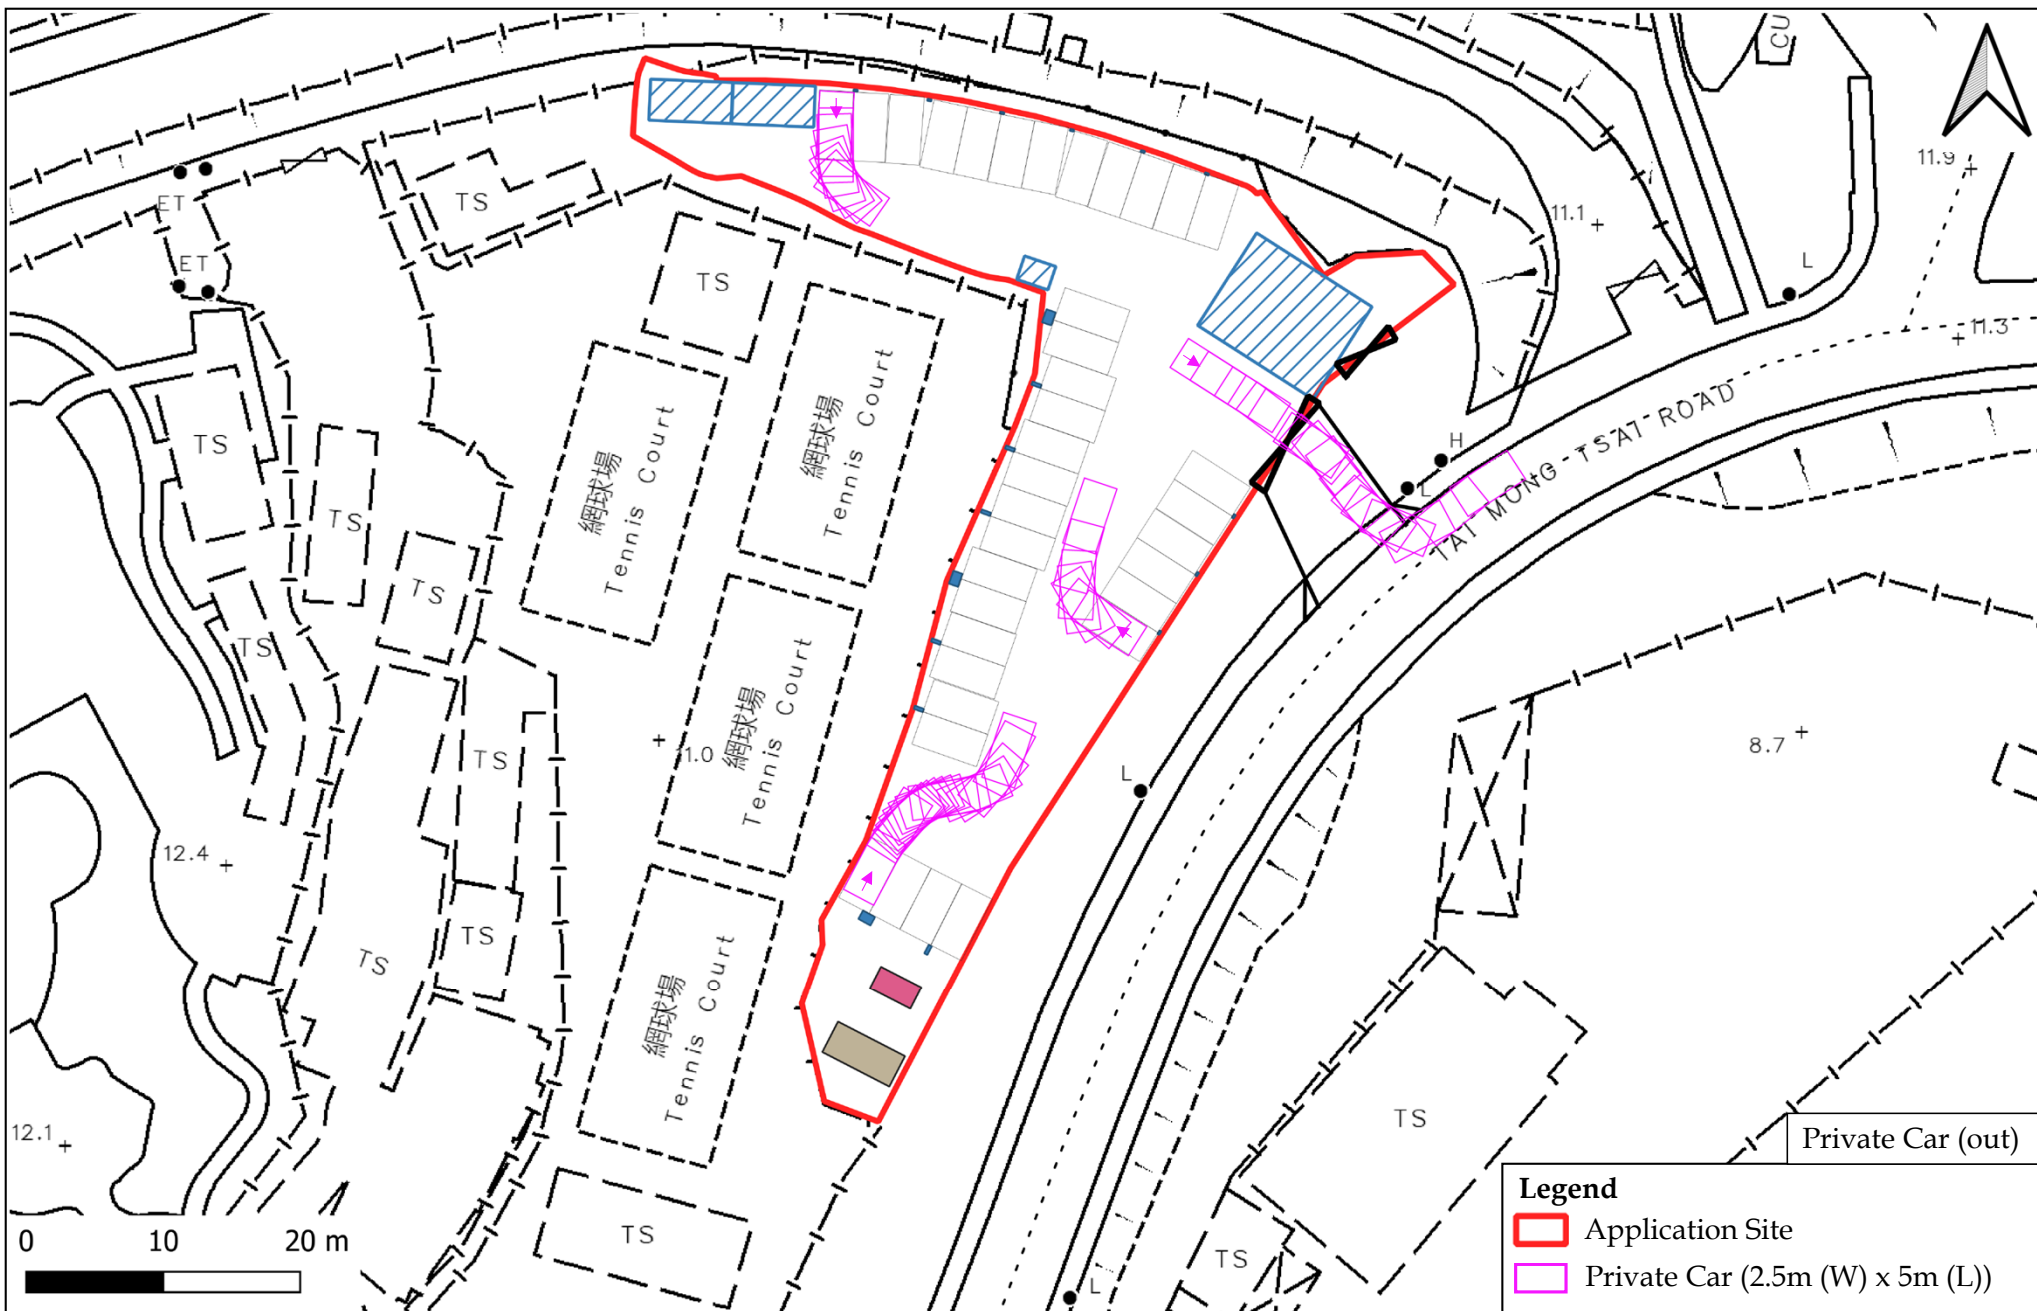 CU
11.9
ET
TS
11.1
L
ET
TS
11.3
網球場
Tennis Court
網球場
Tennis Court
TS
TS
H
L
TAI MONG TSAI ROAD
TS
TS
網球場
Tennis Court
11.0
TS
8.7
L
12.4
TS
TS
網球場
Tennis Court
TS
12.1
Private Car (out)
TS
TS
L
Legend
Application Site
Private Car (2.5m (W) x 5m (L))
0 10 20 m